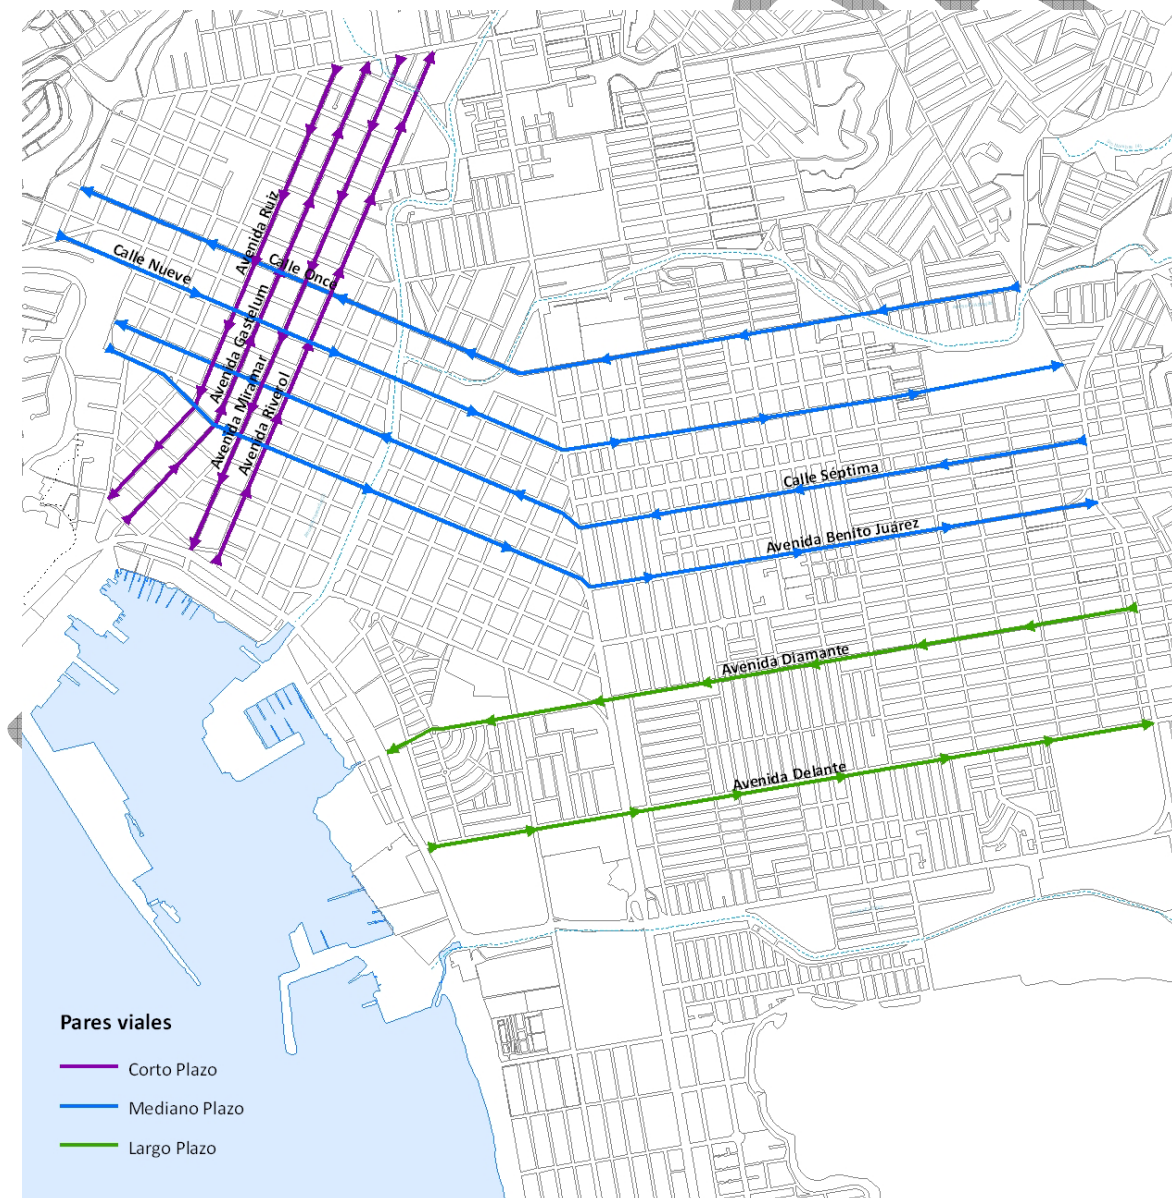 Avenida Ruiz
Calle Once
Calle Nueve
Avenida Gastelum
Avenida Miramar
Avenida Riverol
Calle Séptima
Avenida Benito Juárez
Avenida Diamante
Avenida Delante
Pares viales
Corto Plazo
Mediano Plazo
Largo Plazo